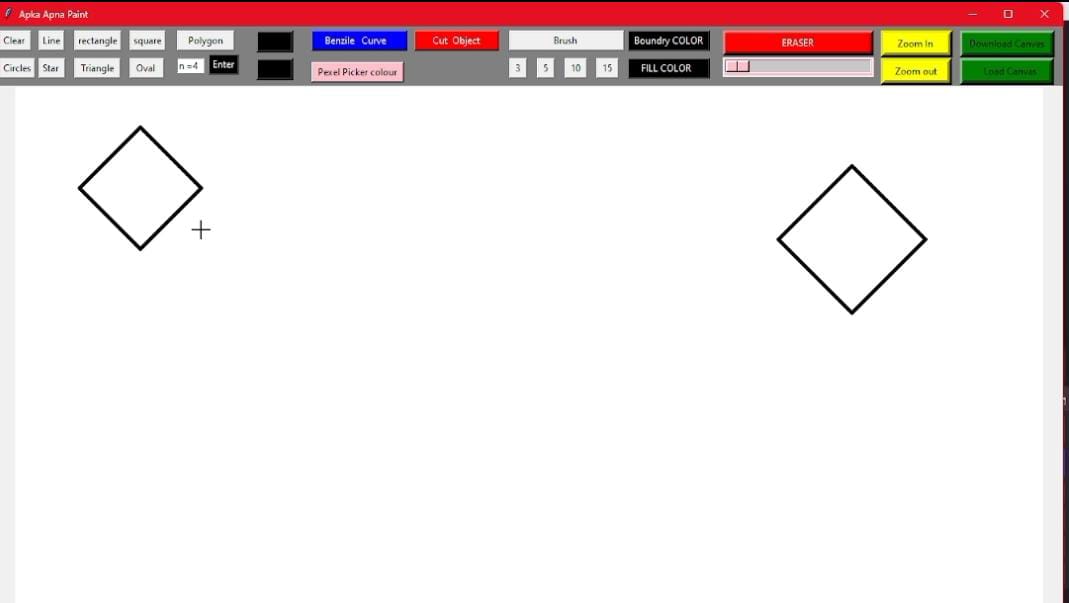 Apka Apna Paint
Clear Line rectangle square Polygon Benzile Curve Cut Object Brush Boundry COLOR ERASER Zoom In Download Canvas
Circles Star Triangle Oval n =4 Enter Pexel Picker colour 3 5 10 15 FILL COLOR Zoom out Load Canvas